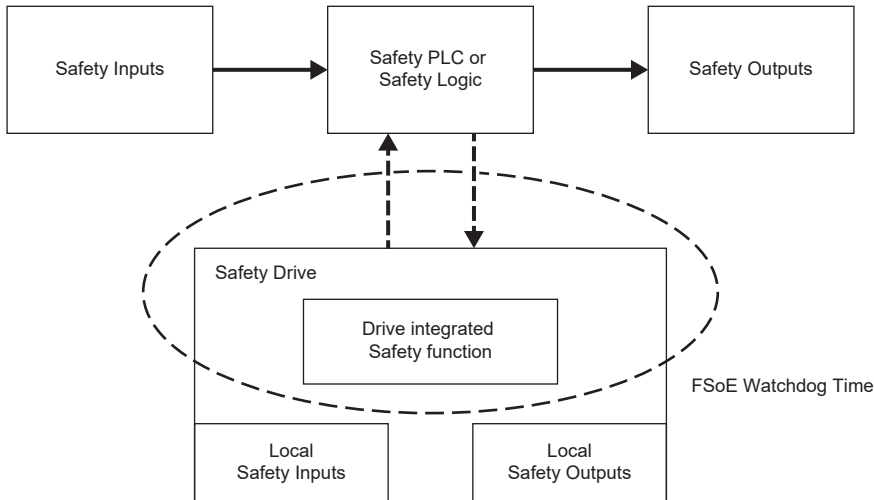 Safety Inputs
Safety PLC or
Safety Logic
Safety Outputs
Safety Drive
Drive integrated
Safety function
FSoE Watchdog Time
Local
Safety Inputs
Local
Safety Outputs